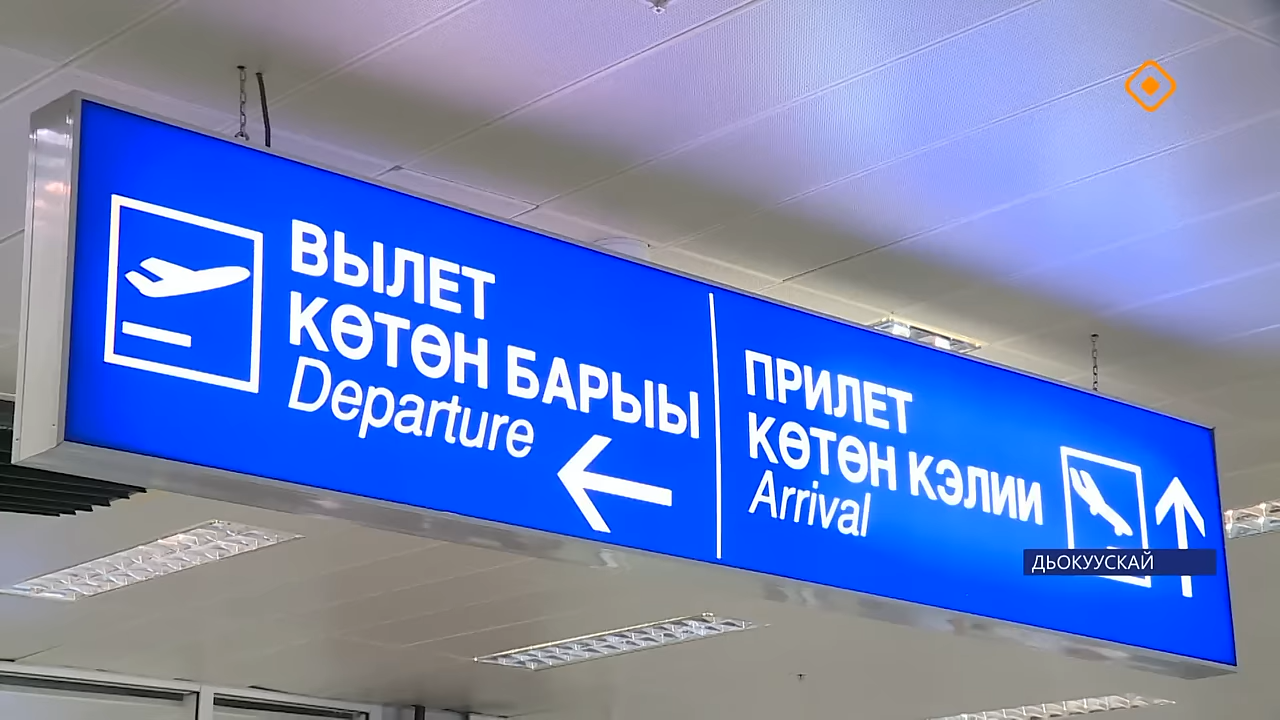 ВЫЛЕТ
КӨТӨН БАРЫЫ
Departure
ПРИЛЕТ
КӨТӨН КЭЛИИ
Arrival
ДЬОКУУСКАЙ